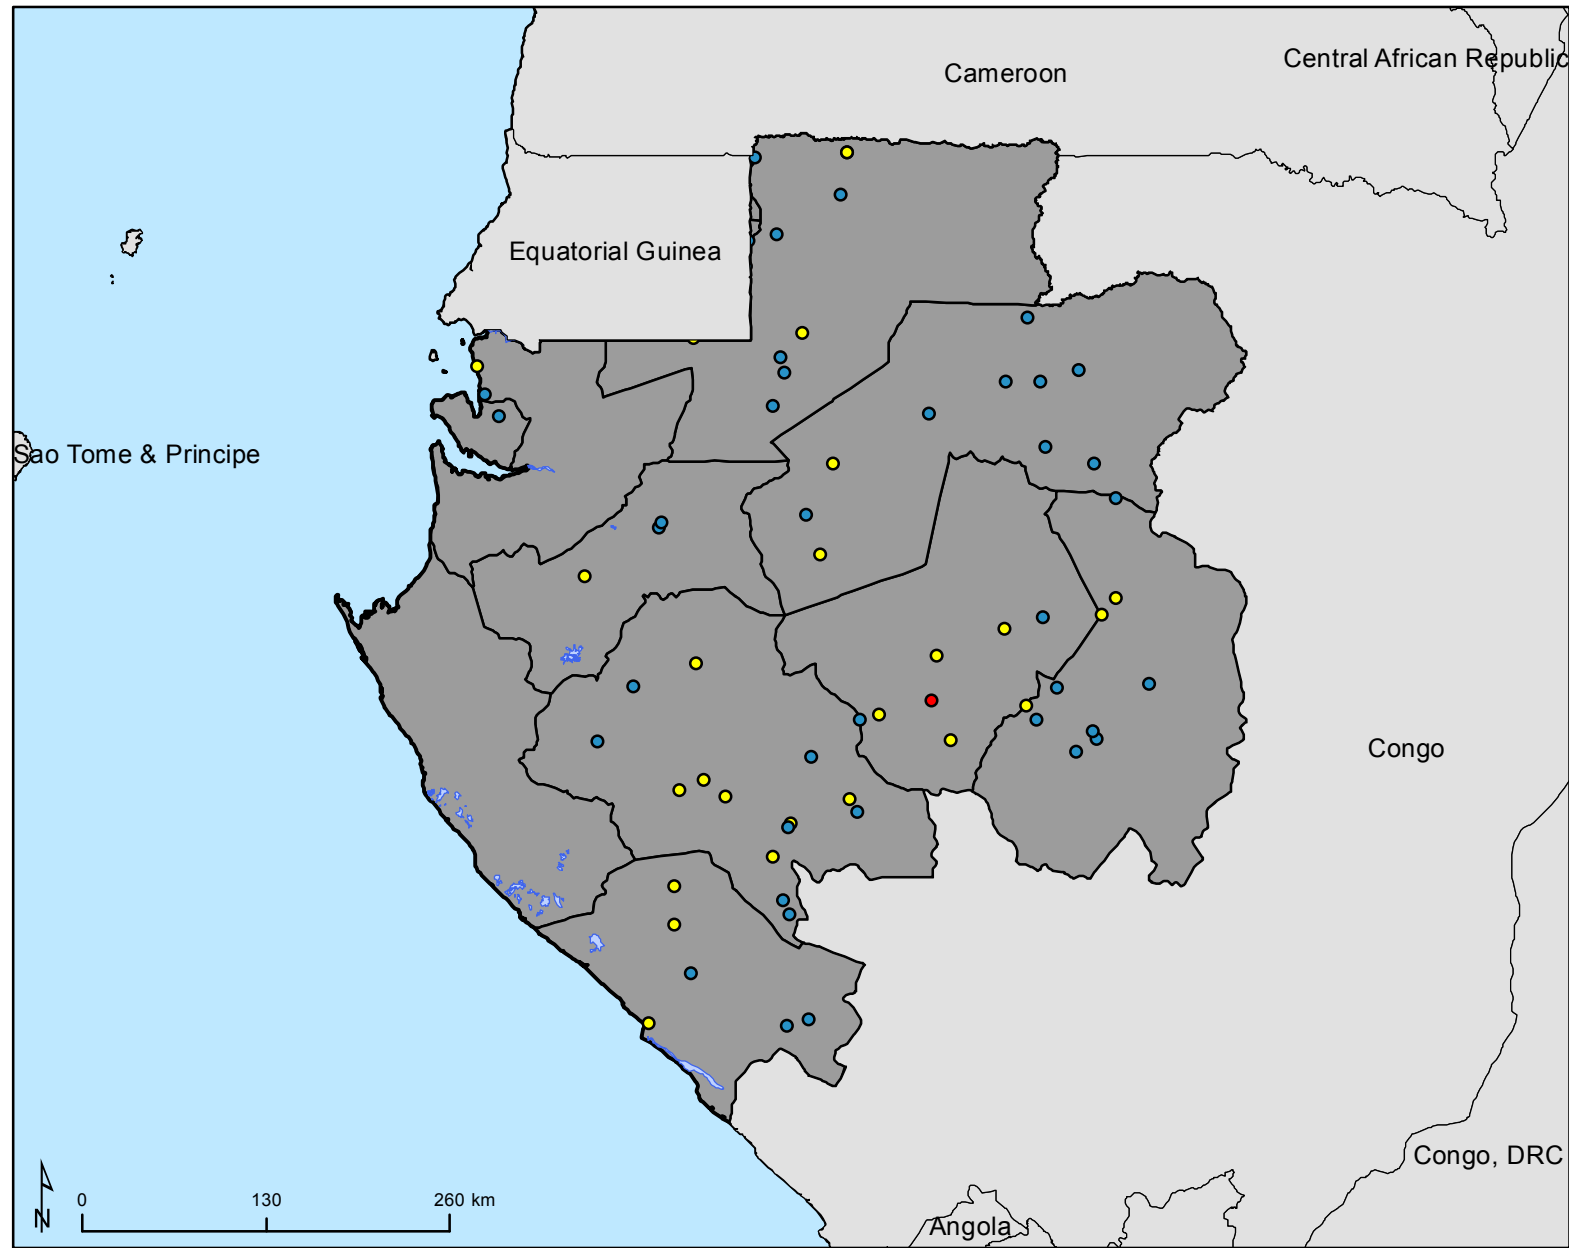 Central African Republic
Cameroon
Equatorial Guinea
Sao Tome & Principe
Congo
Congo, DRC
0 130 260 km
N
Angola